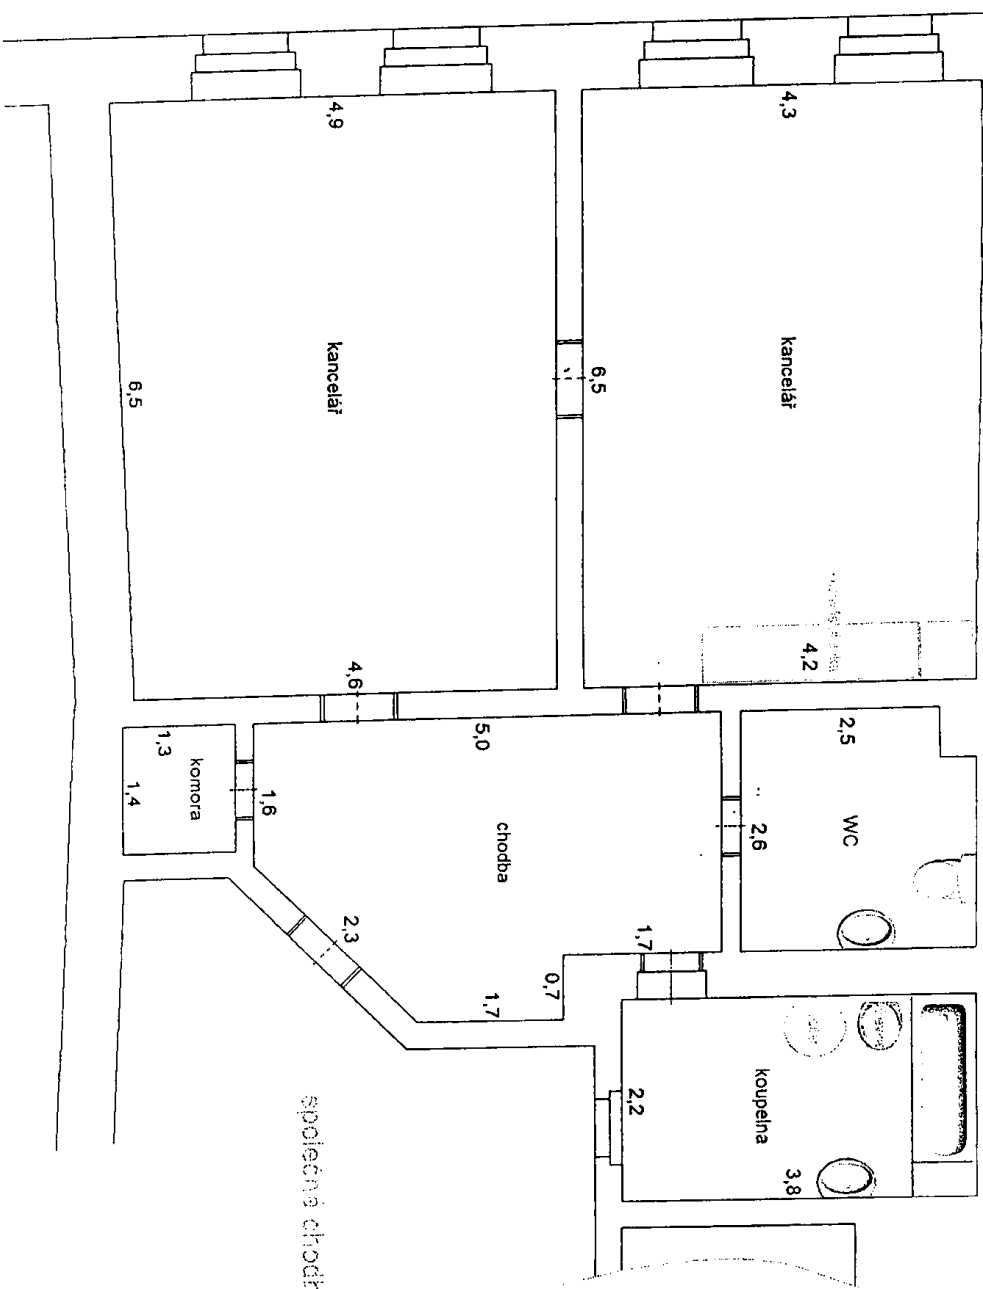 4,9
4,3
kancelář
kancelář
6,5
6,5
4,6
4,2
5,0
2,5
1,3
komora
1,4
1,6
chodba
2,6
WC
2,3
1,7
0,7
1,7
2,2
koupelna
3,8
společná